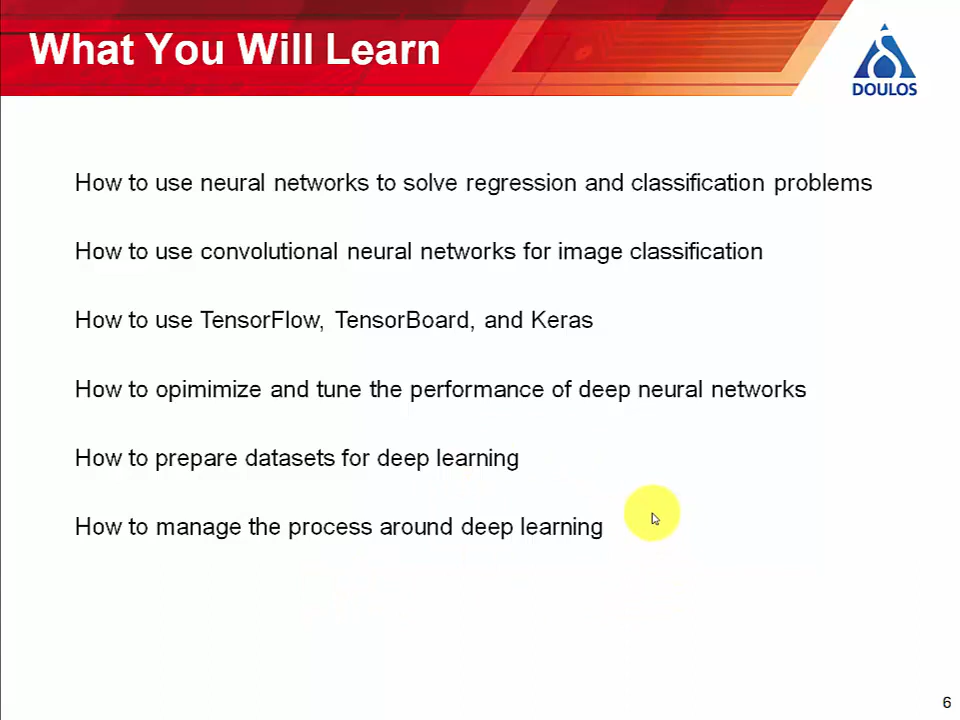 What You Will Learn
DOULOS
How to use neural networks to solve regression and classification problems
How to use convolutional neural networks for image classification
How to use TensorFlow, TensorBoard, and Keras
How to opimimize and tune the performance of deep neural networks
How to prepare datasets for deep learning
How to manage the process around deep learning
6